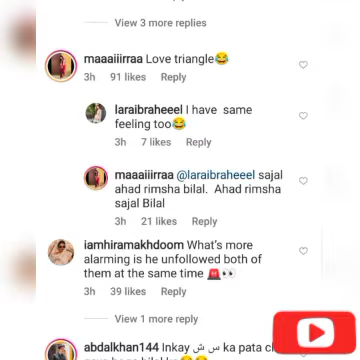 View 3 more replies
maaaiiirraa Love triangle😂
3h 91 likes Reply
laraibraheeel I have same
feeling too😂
3h 7 likes Reply
maaaiiirraa @laraibraheeel sajal
ahad rimsha bilal. Ahad rimsha
sajal Bilal
3h 21 likes Reply
iamhiramakhdoom What's more
alarming is he unfollowed both of
them at the same time 🚨👀
3h 39 likes Reply
View 1 more reply
abdalkhan144 Inkay س ش ka pata